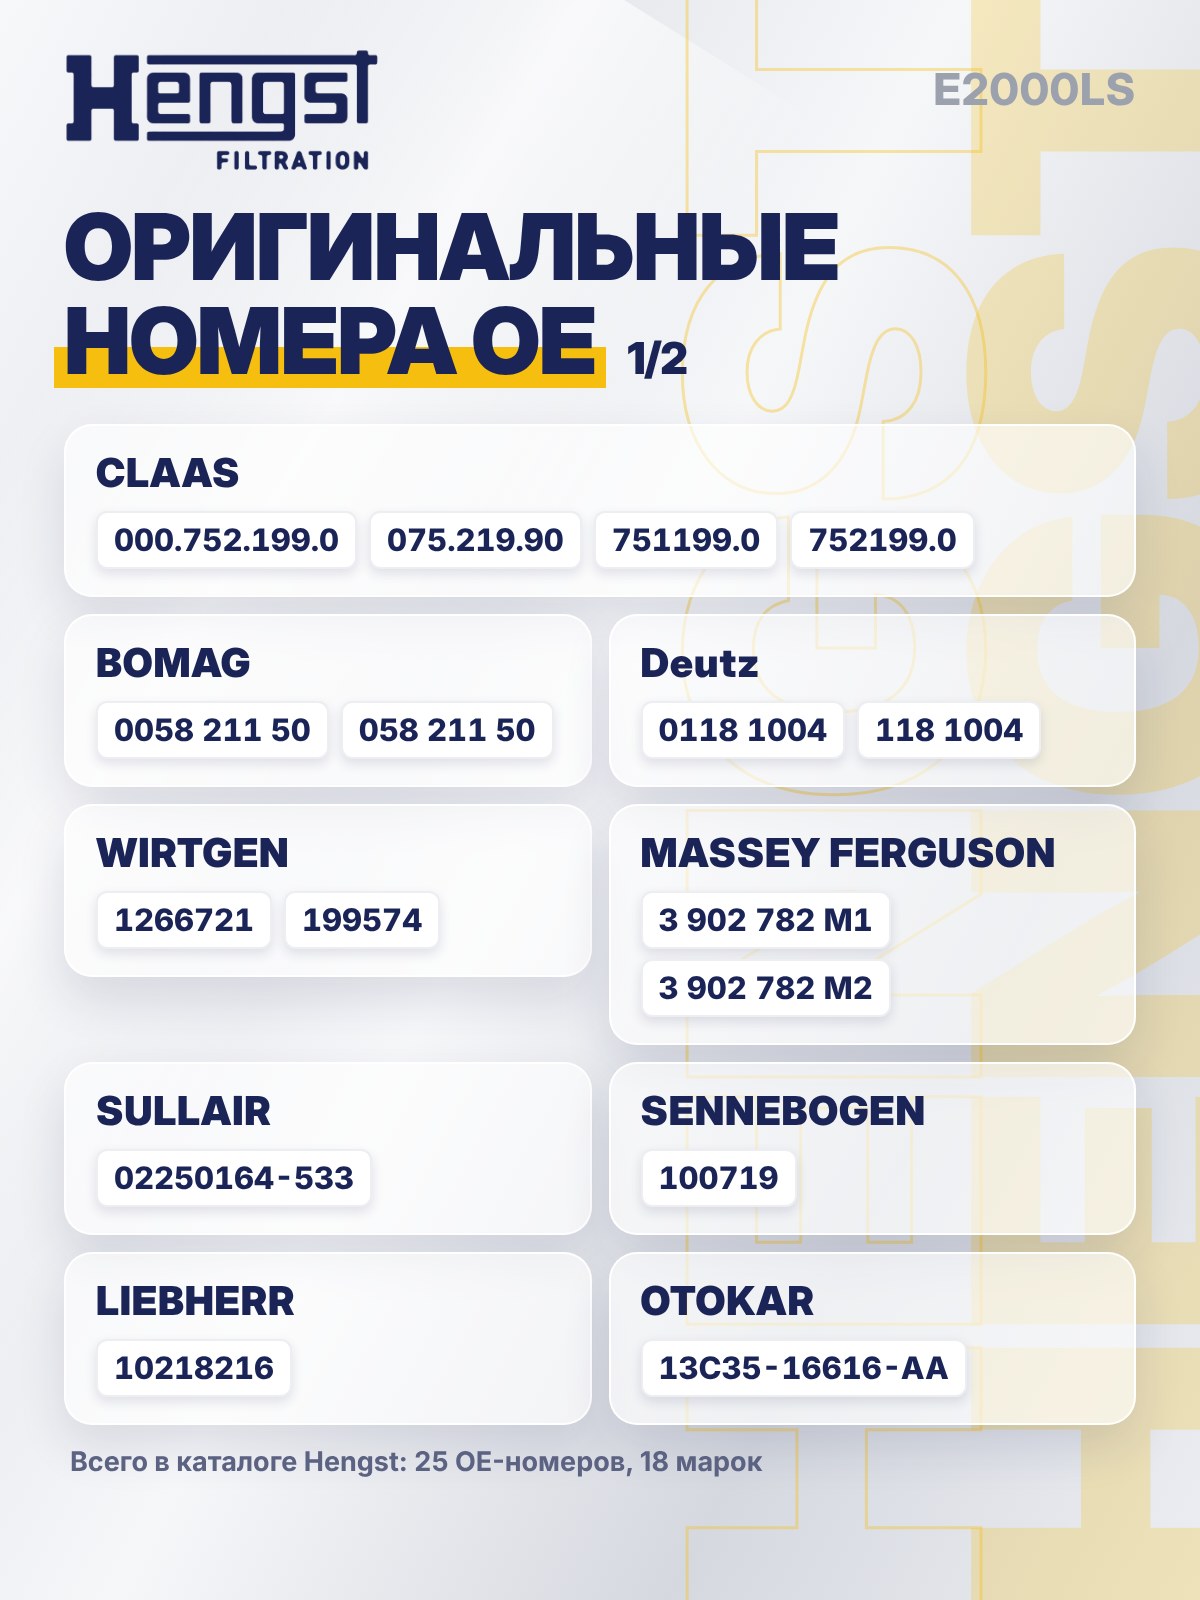 Hengst
FILTRATION
E2000LS
ОРИГИНАЛЬНЫЕ
НОМЕРА OE 1/2
CLAAS
000.752.199.0 075.219.90 751199.0 752199.0
BOMAG
0058 211 50 058 211 50
Deutz
0118 1004 118 1004
WIRTGEN
1266721 199574
MASSEY FERGUSON
3 902 782 M1
3 902 782 M2
SULLAIR
02250164-533
SENNEBOGEN
100719
LIEBHERR
10218216
OTOKAR
13C35-16616-AA
Всего в каталоге Hengst: 25 OE-номеров, 18 марок
HENGST